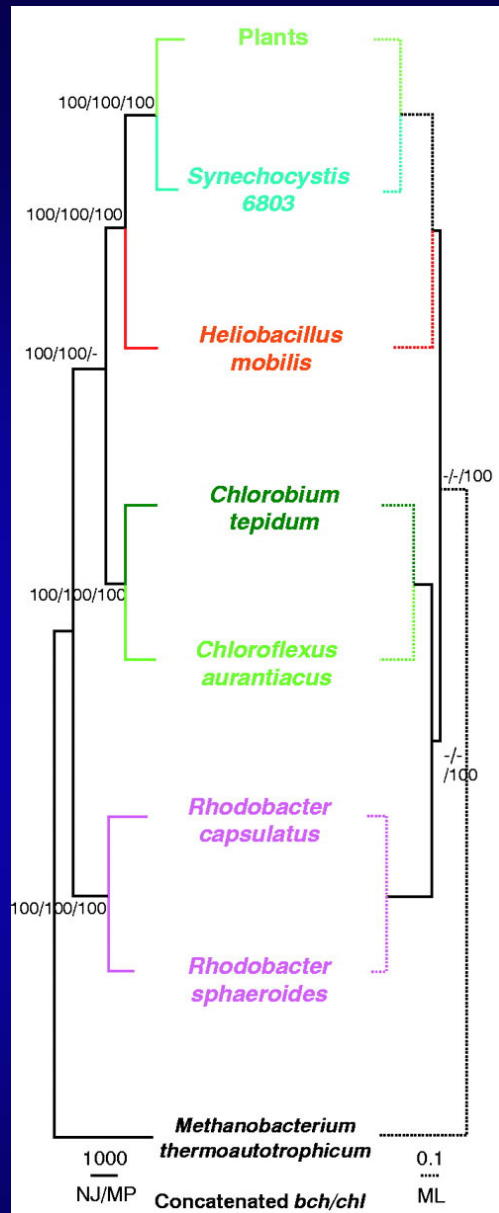 Plants
100/100/100
Synechocystis
6803
100/100/100
Heliobacillus
mobilis
100/100/-
-/-/100
Chlorobium
tepidum
100/100/100
Chloroflexus
aurantiacus
-/-
/100
Rhodobacter
capsulatus
100/100/100
Rhodobacter
sphaeroides
Methanobacterium
thermoautotrophicum
1000
0.1
NJ/MP
Concatenated bch/chl
ML